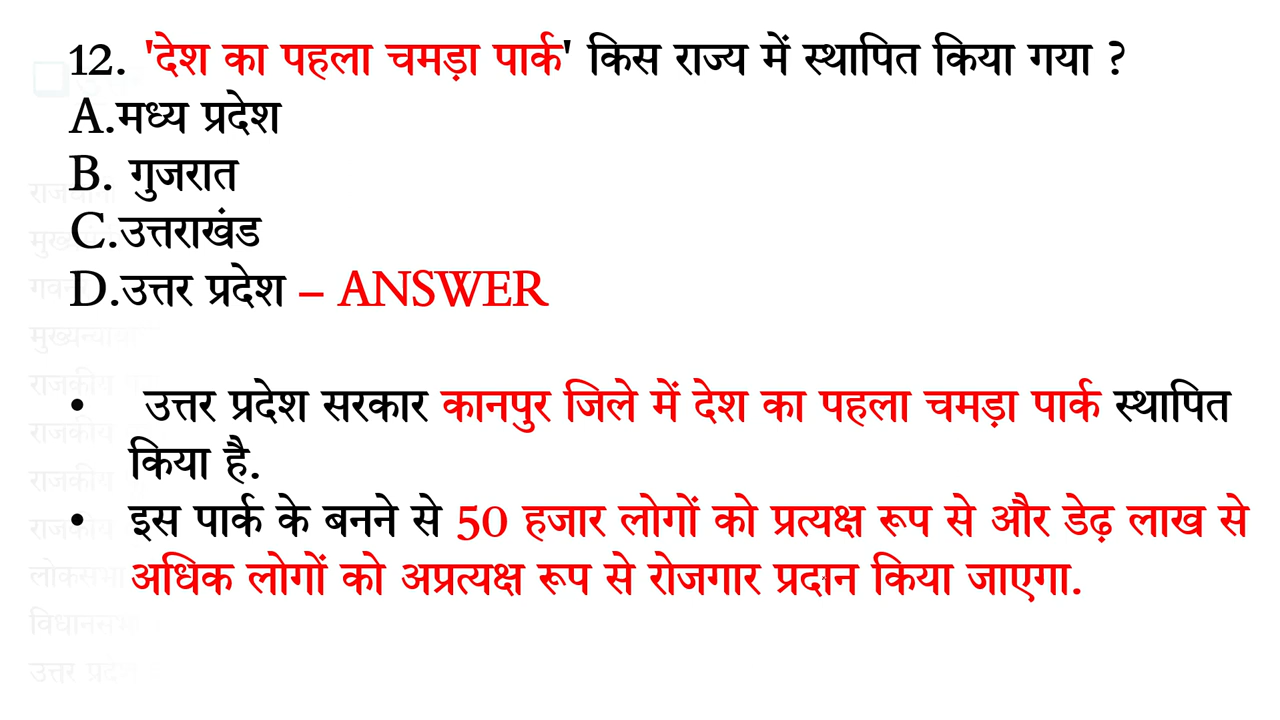 12. 'देश का पहला चमड़ा पार्क' किस राज्य में स्थापित किया गया ?
A.मध्य प्रदेश
B. गुजरात
C.उत्तराखंड
D.उत्तर प्रदेश – ANSWER
• उत्तर प्रदेश सरकार कानपुर जिले में देश का पहला चमड़ा पार्क स्थापित
किया है.
• इस पार्क के बनने से 50 हजार लोगों को प्रत्यक्ष रूप से और डेढ़ लाख से
अधिक लोगों को अप्रत्यक्ष रूप से रोजगार प्रदान किया जाएगा.